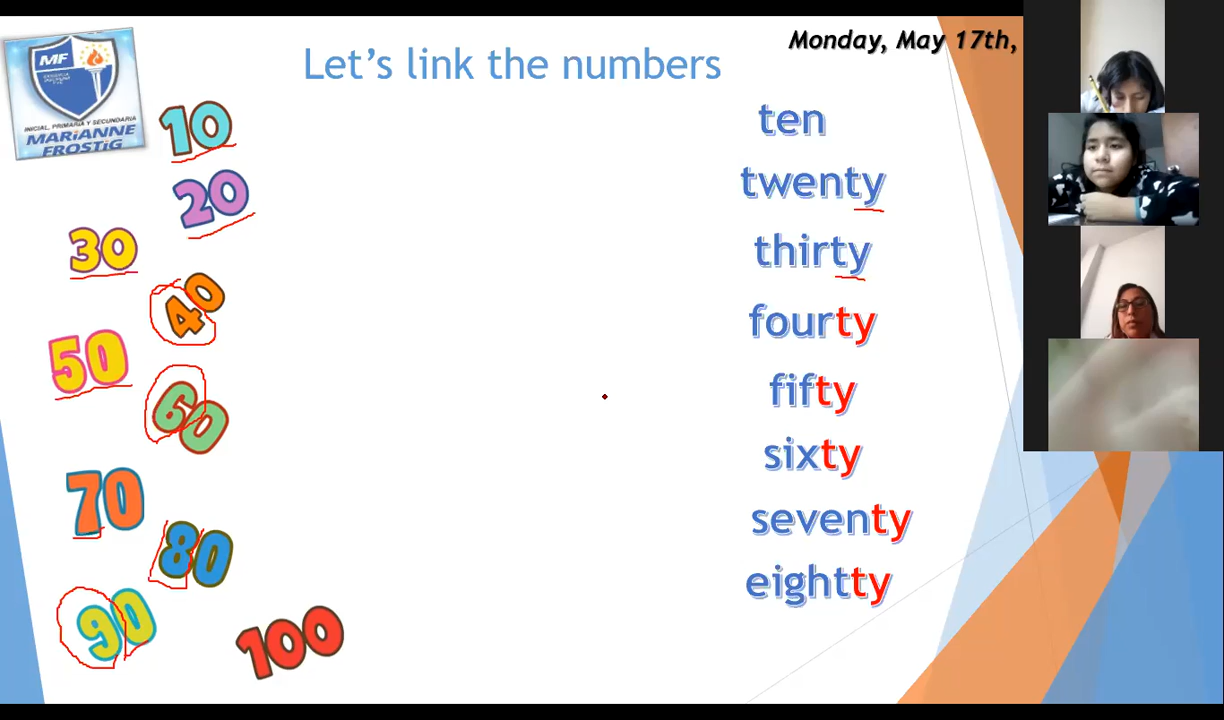 Let's link the numbers
Monday, May 17th,
MF
INICIAL, PRIMARIA Y SECUNDARIA
MARIANNE
FROSTIG
10
20
30
40
50
60
70
80
90
100
ten
twenty
thirty
fourty
fifty
sixty
seventy
eightty